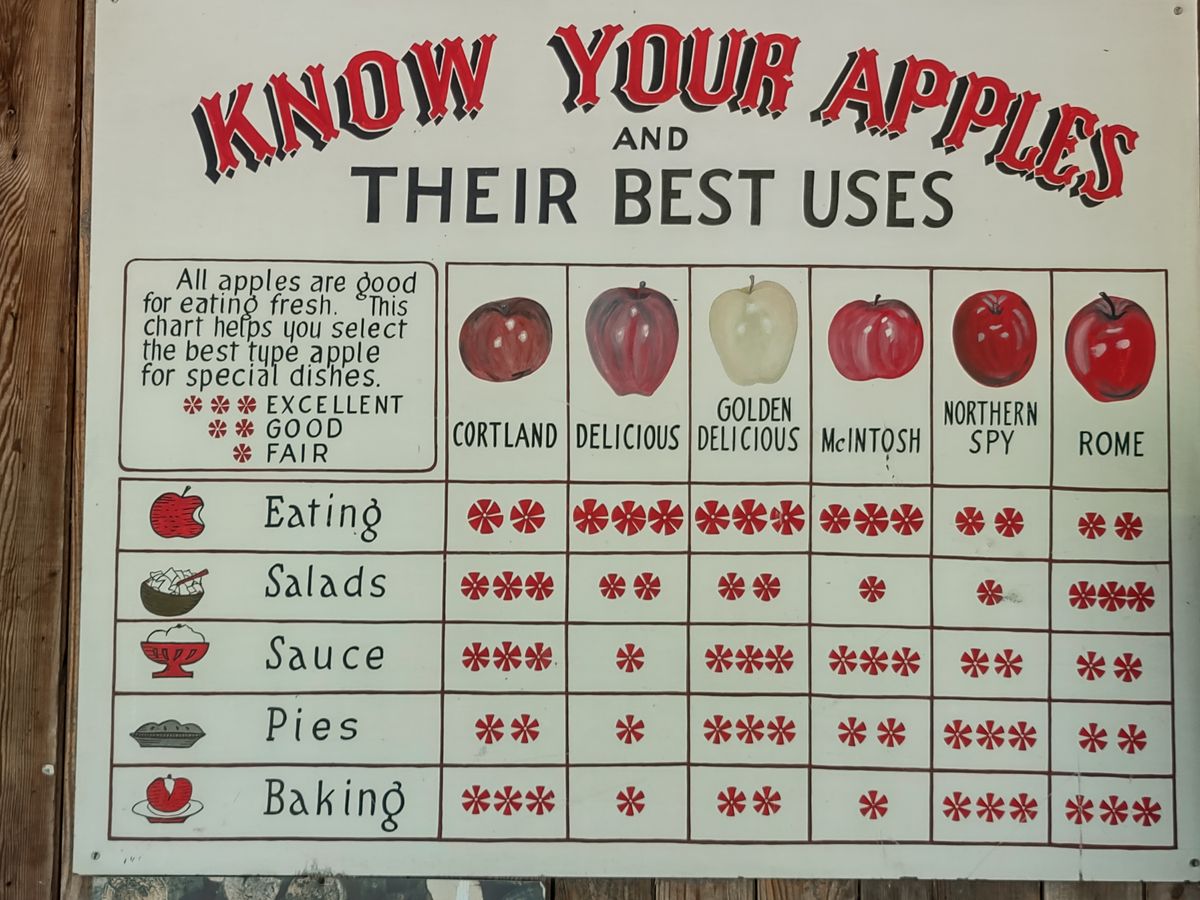 KNOW YOUR APPLES
AND
THEIR BEST USES
All apples are good
for eating fresh. This
chart helps you select
the best type apple
for special dishes.
EXCELLENT
GOOD
FAIR
CORTLAND
DELICIOUS
GOLDEN
DELICIOUS
McINTOSH
NORTHERN
SPY
ROME
Eating
Salads
Sauce
Pies
Baking